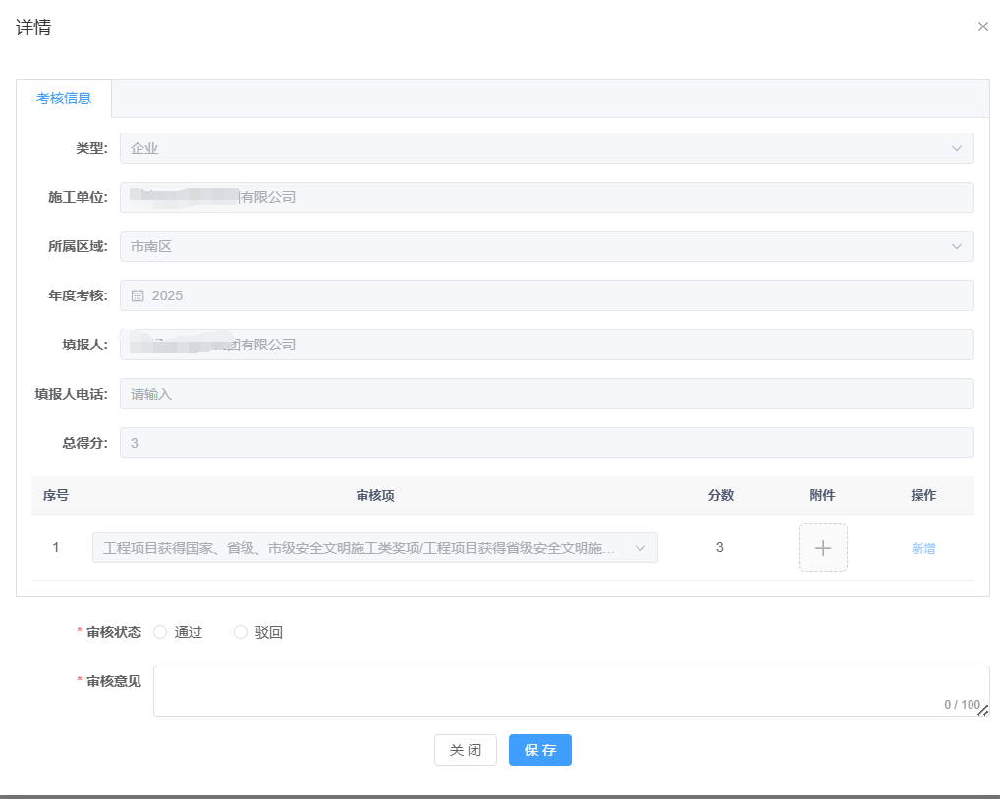 详情
考核信息
类型: 企业
施工单位: 有限公司
所属区域: 市南区
年度考核: 2025
填报人: 团有限公司
填报人电话: 请输入
总得分: 3
序号 审核项 分数 附件 操作
1 工程项目获得国家、省级、市级安全文明施工类奖项/工程项目获得省级安全文明施... 3 新增
* 审核状态 通过 驳回
* 审核意见
0 / 100
关 闭 保 存